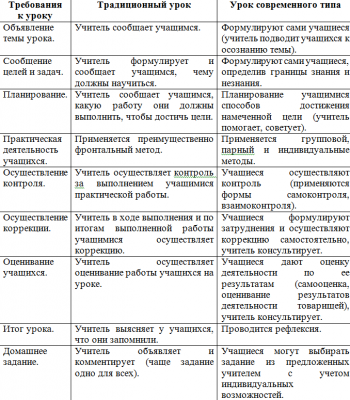 Требования к уроку
Традиционный урок
Урок современного типа
Объявление темы урока.
Учитель сообщает учащимся.
Формулируют сами учащиеся
(учитель подводит учащихся к
осознанию темы).
Сообщение целей и задач.
Учитель формулирует и
сообщает учащимся, чему
должны научиться.
Формулируют сами учащиеся,
определив границы знания и
незнания.
Планирование.
Учитель сообщает учащимся,
какую работу они должны
выполнить, чтобы достичь цели.
Планирование учащимися
способов достижения
намеченной цели (учитель
помогает, советует).
Практическая
деятельность
учащихся.
Применяется преимущественно
фронтальный метод.
Применяется групповой,
парный и индивидуальные
методы.
Осуществление
контроля.
Учитель осуществляет контроль
за выполнением учащимися
практической работы.
Учащиеся осуществляют
контроль (применяются
формы самоконтроля,
взаимоконтроля).
Осуществление
коррекции.
Учитель в ходе выполнения и по
итогам выполненной работы
учащимися осуществляет
коррекцию.
Учащиеся формулируют
затруднения и осуществляют
коррекцию самостоятельно,
учитель консультирует.
Оценивание
учащихся.
Учитель осуществляет
оценивание работы учащихся на
уроке.
Учащиеся дают оценку
деятельности по ее
результатам (самооценка,
оценивание результатов
деятельности товарищей),
учитель консультирует.
Итог урока.
Учитель выясняет у учащихся,
что они запомнили.
Проводится рефлексия.
Домашнее
задание.
Учитель объявляет и
комментирует (чаще задание
одно для всех).
Учащиеся могут выбирать
задание из предложенных
учителем с учетом
индивидуальных
возможностей.